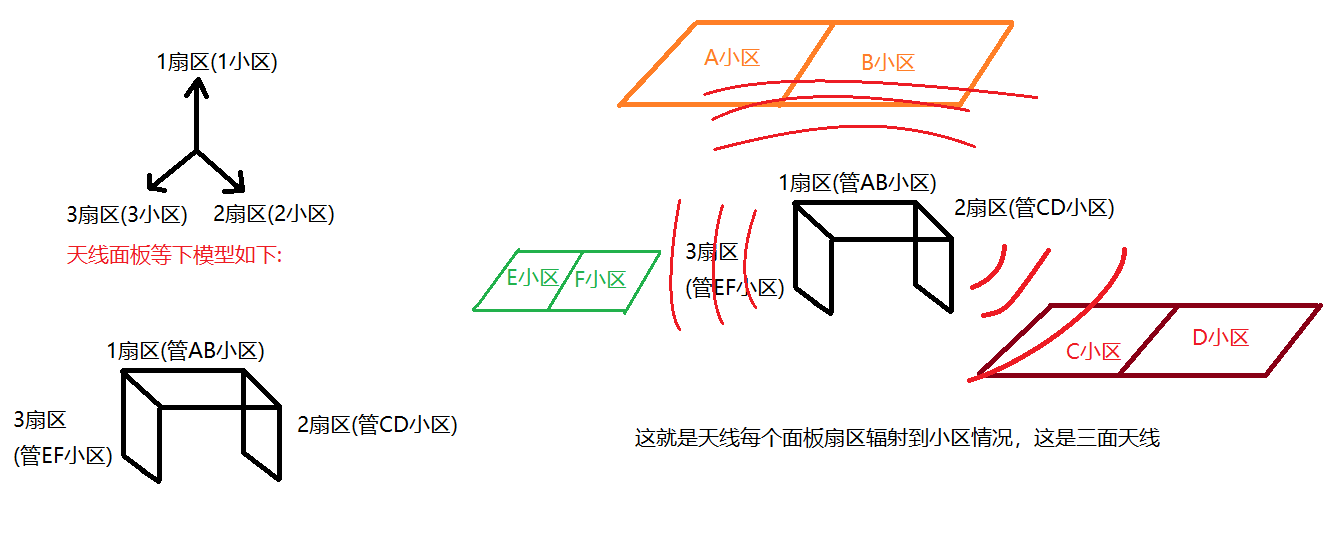 1扇区(1小区)
3扇区(3小区)
2扇区(2小区)
天线面板等下模型如下:
1扇区(管AB小区)
3扇区
(管EF小区)
2扇区(管CD小区)
A小区
B小区
1扇区(管AB小区)
2扇区(管CD小区)
3扇区
(管EF小区)
E小区
F小区
C小区
D小区
这就是天线每个面板扇区辐射到小区情况，这是三面天线